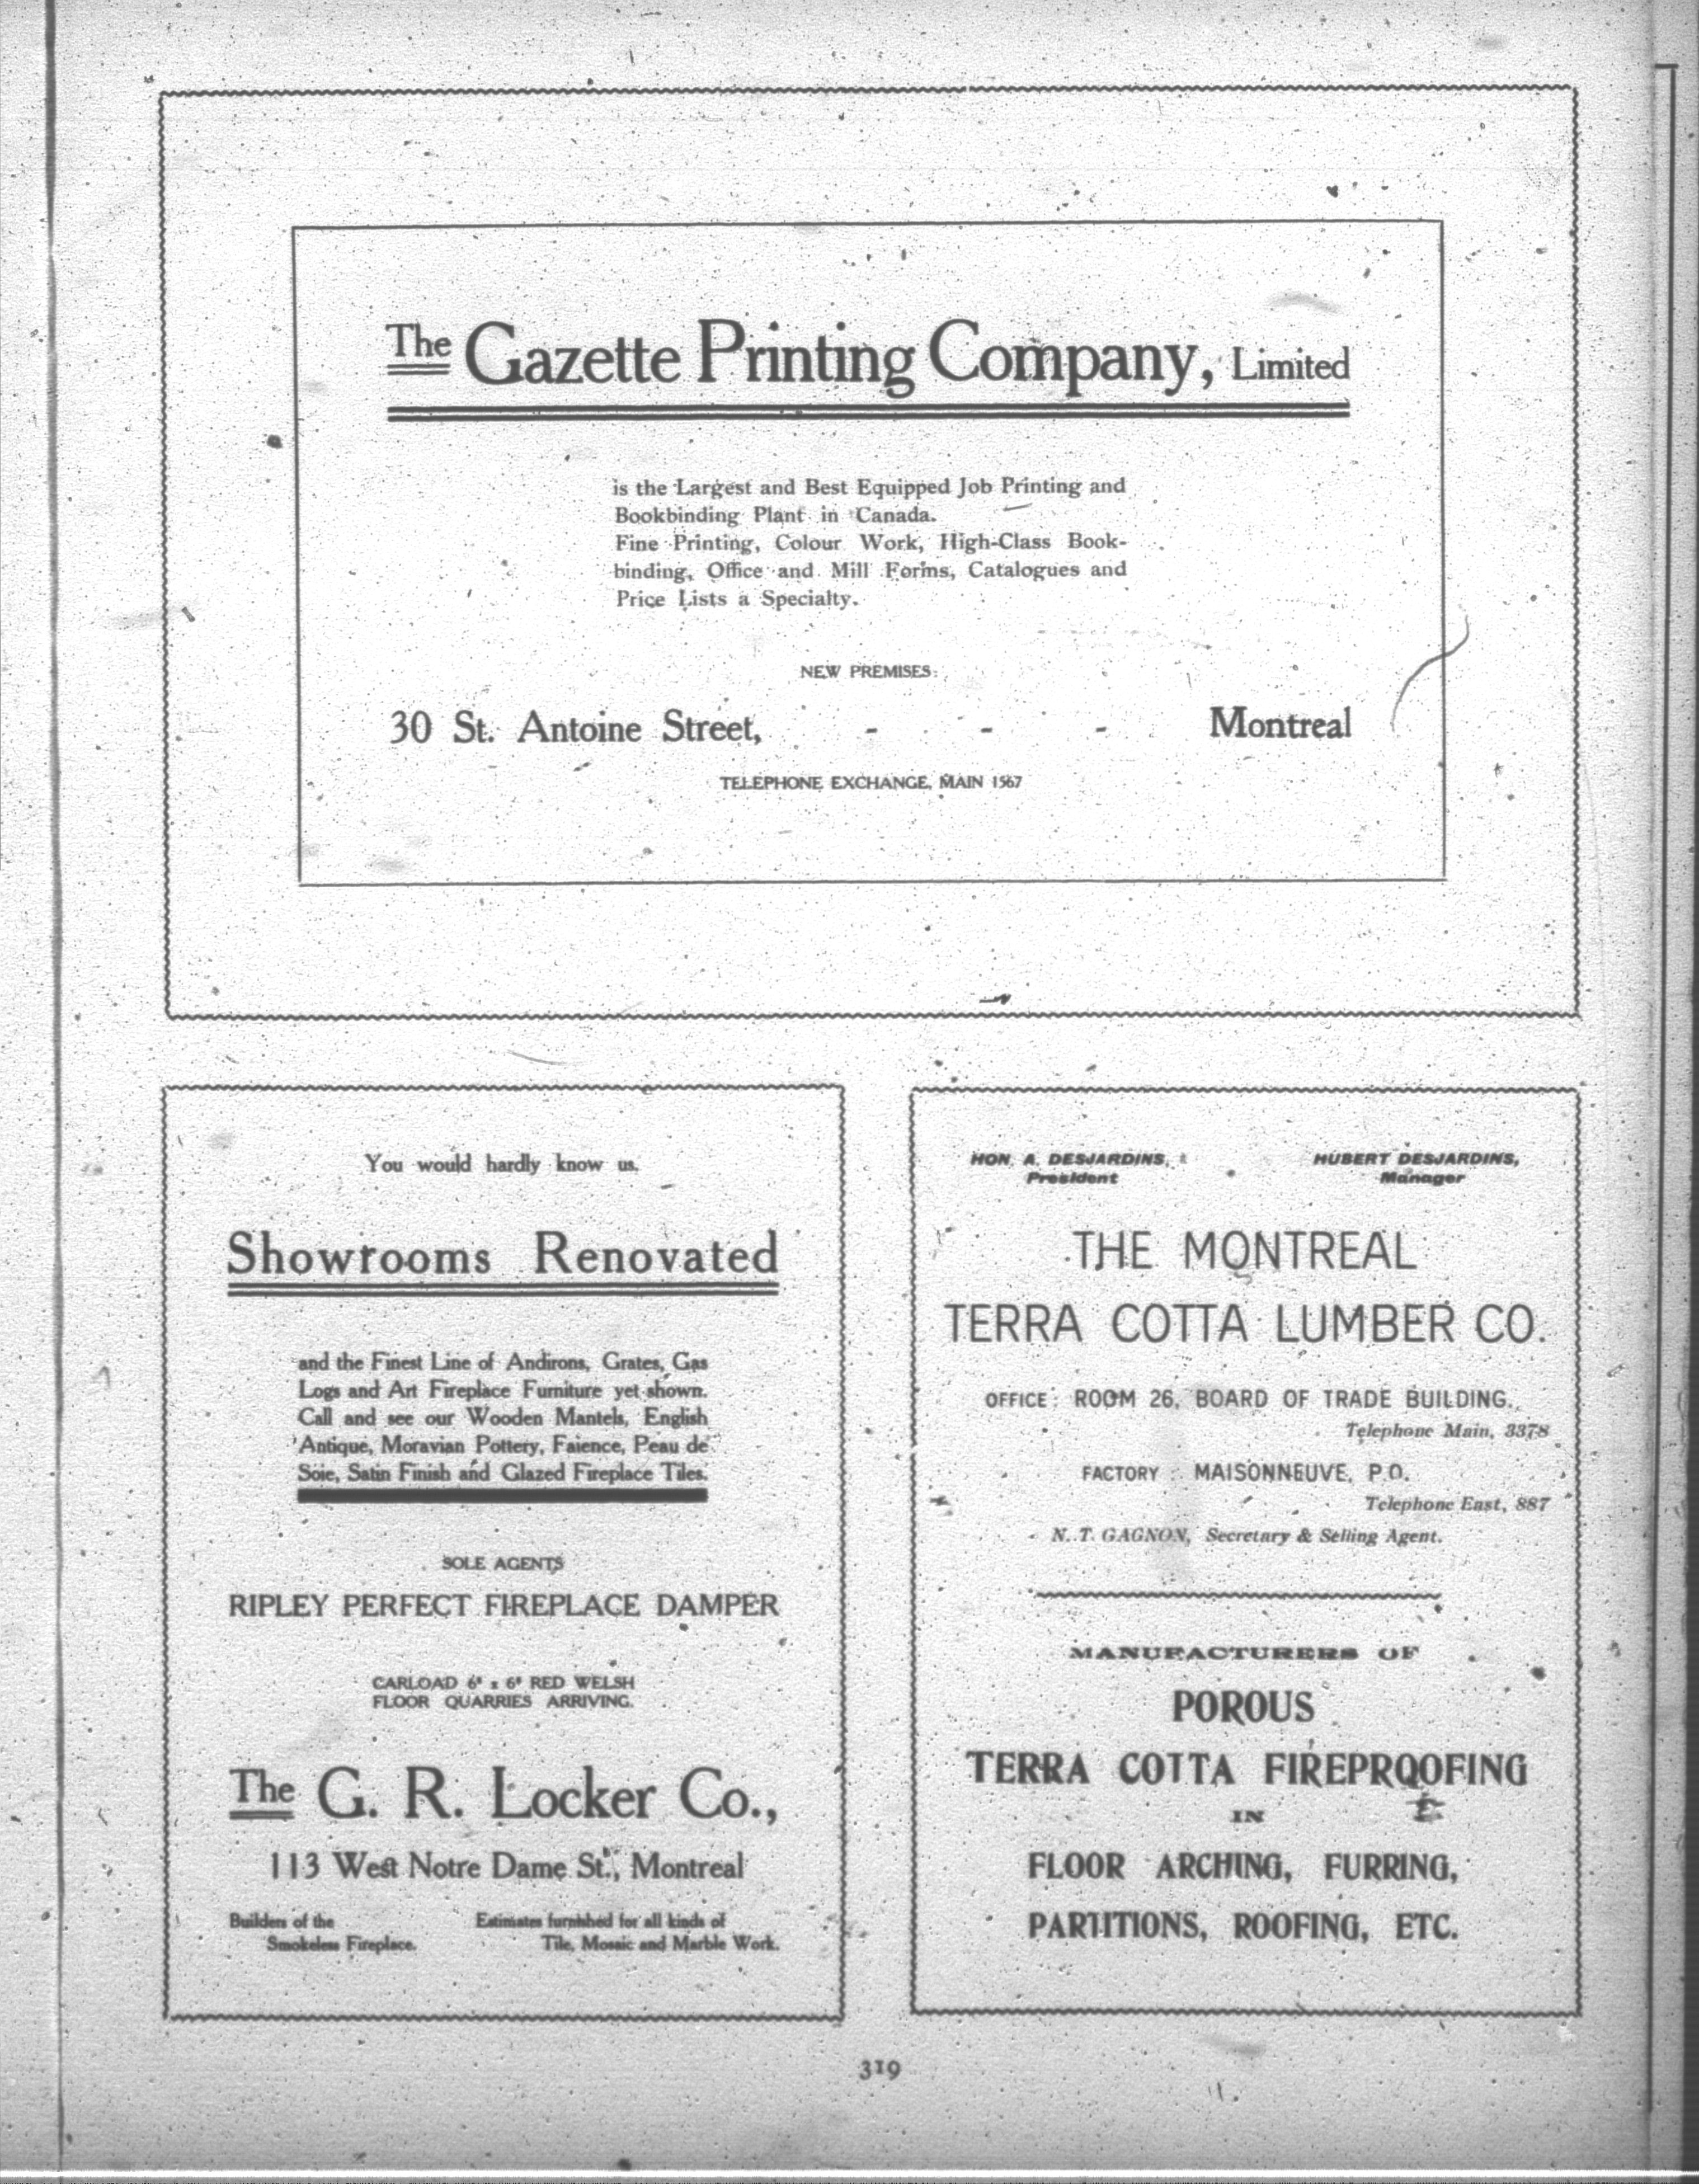 The Gazette Printing Company, Limited
is the Largest and Best Equipped Job Printing and
Bookbinding Plant in Canada.
Fine Printing, Colour Work, High-Class Book-
binding, Office and Mill Forms, Catalogues and
Price Lists a Specialty.
NEW PREMISES:
30 St. Antoine Street, - - - Montreal
TELEPHONE EXCHANGE, MAIN 1567
You would hardly know us.
Showrooms Renovated
and the Finest Line of Andirons, Grates, Gas
Logs and Art Fireplace Furniture yet shown.
Call and see our Wooden Mantels, English
Antique, Moravian Pottery, Faience, Peau de
Soie, Satin Finish and Glazed Fireplace Tiles.
SOLE AGENTS
RIPLEY PERFECT FIREPLACE DAMPER
CARLOAD 6" x 6" RED WELSH
FLOOR QUARRIES ARRIVING.
The G. R. Locker Co.,
113 West Notre Dame St., Montreal
Builders of the
Smokeless Fireplace.
Estimates furnished for all kinds of
Tile, Mosaic and Marble Work.
HON. A. DESJARDINS,
President
HUBERT DESJARDINS,
Manager
THE MONTREAL
TERRA COTTA LUMBER CO.
OFFICE: ROOM 26, BOARD OF TRADE BUILDING.
Telephone Main, 3378
FACTORY: MAISONNEUVE, P.O.
Telephone East, 887
N. T. GAGNON, Secretary & Selling Agent.
MANUFACTURERS OF
POROUS
TERRA COTTA FIREPROOFING
IN
FLOOR ARCHING, FURRING,
PARTITIONS, ROOFING, ETC.
319